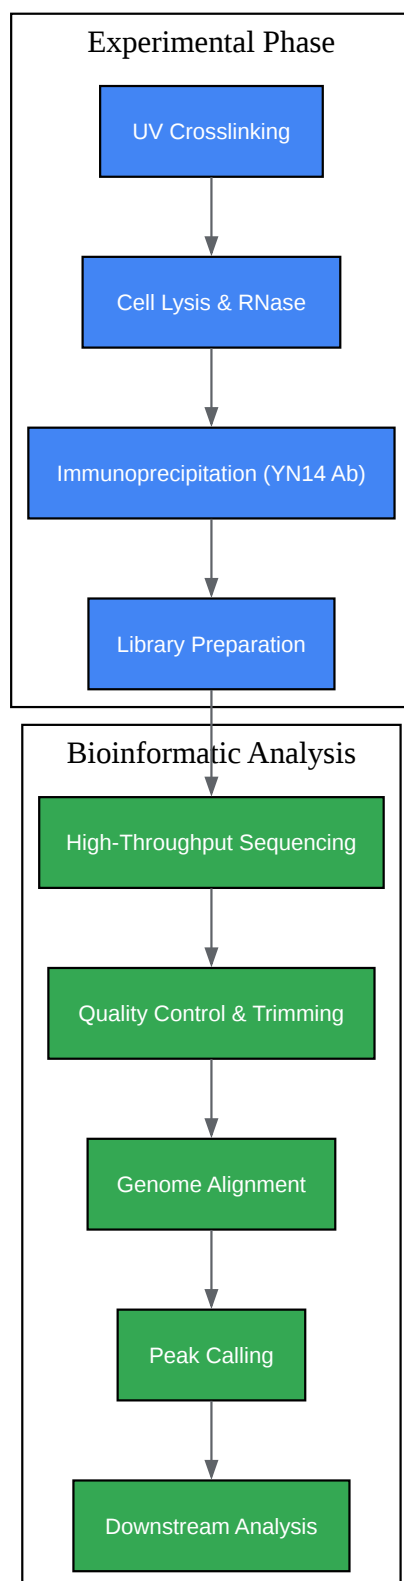 Experimental Phase
UV Crosslinking
Cell Lysis & RNase
Immunoprecipitation (YN14 Ab)
Library Preparation
Bioinformatic Analysis
High-Throughput Sequencing
Quality Control & Trimming
Genome Alignment
Peak Calling
Downstream Analysis